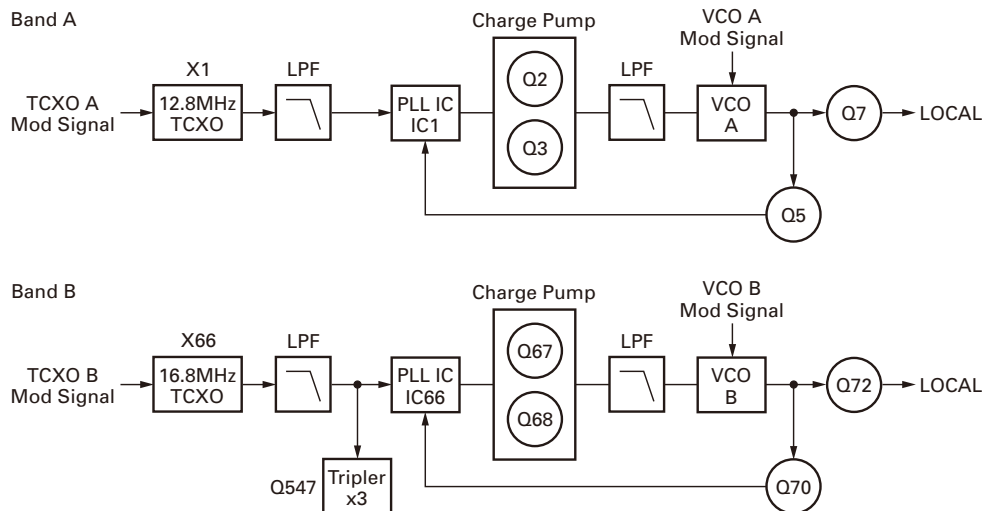 Band A
Charge Pump
VCO A
Mod Signal
X1
LPF
LPF
TCXO A
Mod Signal
12.8MHz
TCXO
PLL IC
IC1
Q2
Q3
VCO
A
Q7
LOCAL
Q5
Band B
Charge Pump
VCO B
Mod Signal
X66
LPF
LPF
TCXO B
Mod Signal
16.8MHz
TCXO
PLL IC
IC66
Q67
Q68
VCO
B
Q72
LOCAL
Q547
Tripler
x3
Q70